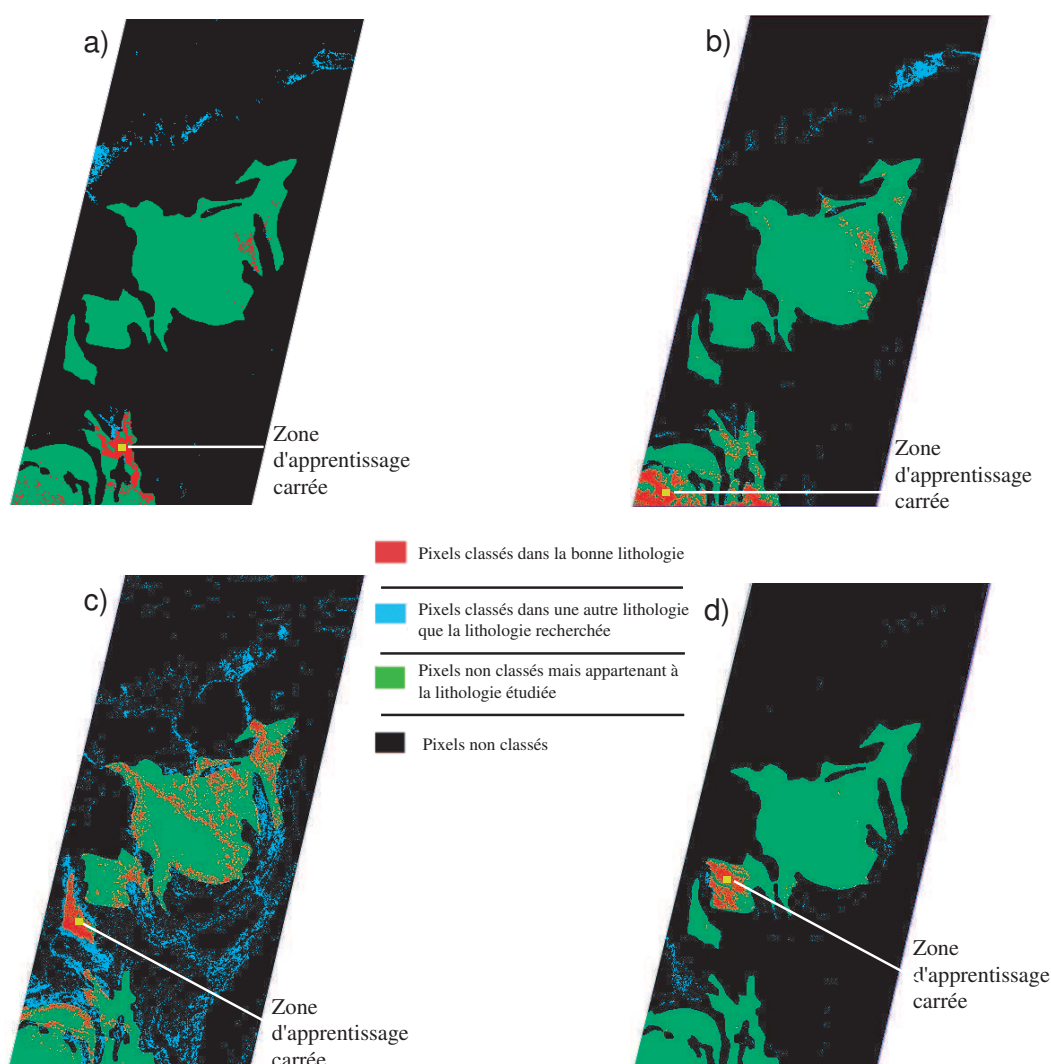 a)
b)
Zone
d'apprentissage
carrée
Zone
d'apprentissage
carrée
Pixels classés dans la bonne lithologie
Pixels classés dans une autre lithologie
que la lithologie recherchée
Pixels non classés mais appartenant à
la lithologie étudiée
Pixels non classés
c)
d)
Zone
d'apprentissage
carrée
Zone
d'apprentissage
carrée